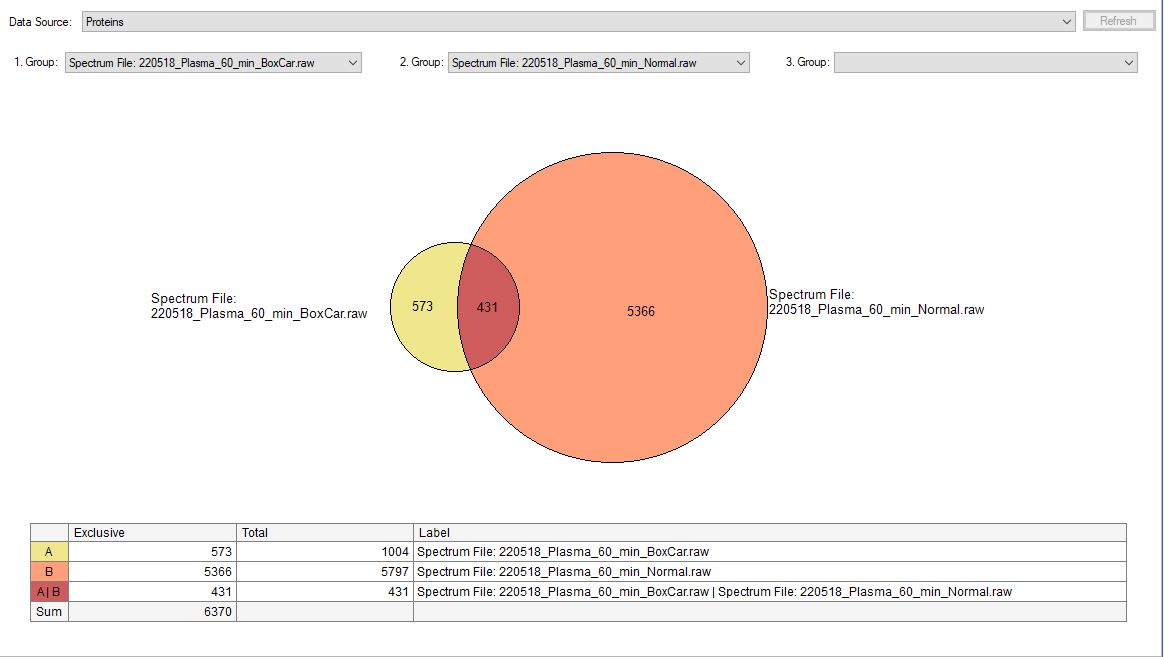 Data Source: Proteins Refresh
1. Group: Spectrum File: 220518_Plasma_60_min_BoxCar.raw 2. Group: Spectrum File: 220518_Plasma_60_min_Normal.raw 3. Group:
Spectrum File:
220518_Plasma_60_min_BoxCar.raw
573
431
5366
Spectrum File:
220518_Plasma_60_min_Normal.raw
Exclusive Total Label
A 573 1004 Spectrum File: 220518_Plasma_60_min_BoxCar.raw
B 5366 5797 Spectrum File: 220518_Plasma_60_min_Normal.raw
A|B 431 431 Spectrum File: 220518_Plasma_60_min_BoxCar.raw | Spectrum File: 220518_Plasma_60_min_Normal.raw
Sum 6370